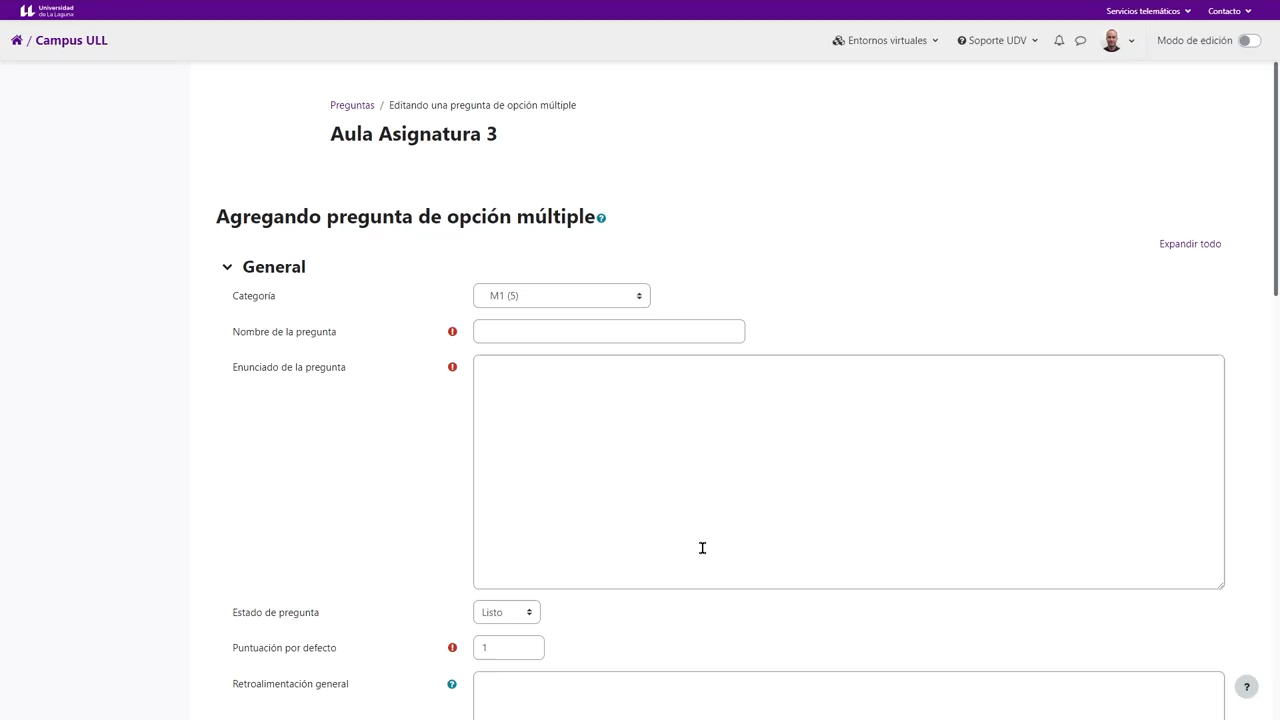 Universidad
de La Laguna
Servicios telemáticos
Contacto
/ Campus ULL
Entornos virtuales
Soporte UDV
Modo de edición
Preguntas / Editando una pregunta de opción múltiple
Aula Asignatura 3
Agregando pregunta de opción múltiple
Expandir todo
General
Categoría
M1 (5)
Nombre de la pregunta
Enunciado de la pregunta
Estado de pregunta
Listo
Puntuación por defecto
1
Retroalimentación general
?